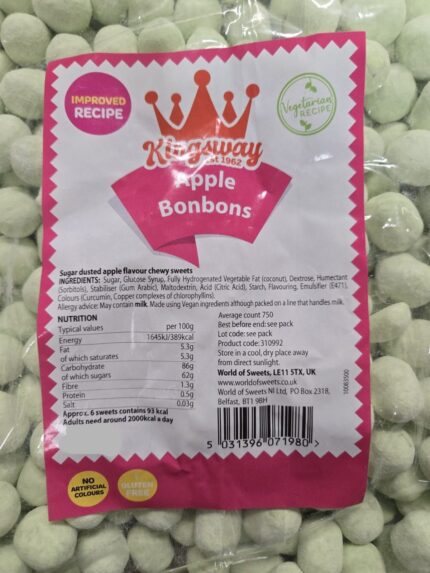 IMPROVED
RECIPE
Vegetarian
RECIPE
Kingsway
est 1962
Apple
Bonbons
Sugar dusted apple flavour chewy sweets
INGREDIENTS: Sugar, Glucose Syrup, Fully Hydrogenated Vegetable Fat (coconut), Dextrose, Humectant
(Sorbitols), Stabiliser (Gum Arabic), Maltodextrin, Acid (Citric Acid), Starch, Flavouring, Emulsifier (E471),
Colours (Curcumin, Copper complexes of chlorophyllins).
Allergy advice: May contain milk. Made using Vegan ingredients although packed on a line that handles milk.
NUTRITION
Typical values per 100g
Energy 1645kJ/389kcal
Fat 5.3g
of which saturates 5.3g
Carbohydrate 86g
of which sugars 62g
Fibre 1.3g
Protein 0.5g
Salt 0.03g
Approx. 6 sweets contains 93 kcal
Adults need around 2000kcal a day
Average count 750
Best before end: see pack
Lot code: see pack
Product code: 310992
Store in a cool, dry place away
from direct sunlight.
World of Sweets, LE11 5TX, UK
www.worldofsweets.co.uk
World of Sweets NI Ltd, PO Box 2318,
Belfast, BT1 9BH
10083500
5 031396 071980 >
NO
ARTIFICIAL
COLOURS
GLUTEN
FREE